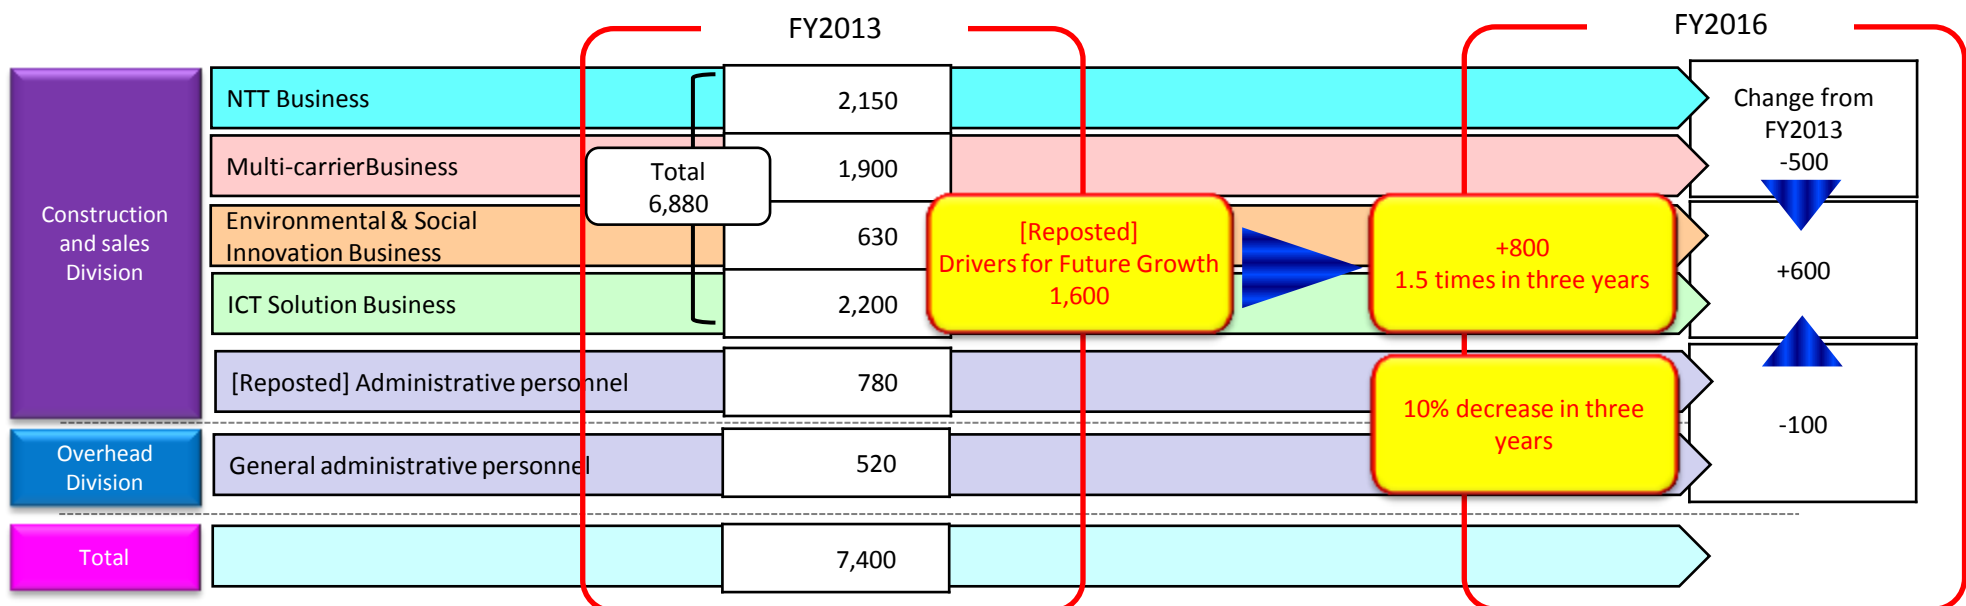 FY2013
FY2016
Construction
and sales
Division
NTT Business
2,150
Multi-carrierBusiness
1,900
Total
6,880
Environmental & Social
Innovation Business
630
ICT Solution Business
2,200
[Reposted]
Drivers for Future Growth
1,600
+800
1.5 times in three years
Change from
FY2013
-500
+600
[Reposted] Administrative personnel
780
10% decrease in three
years
-100
Overhead
Division
General administrative personnel
520
Total
7,400